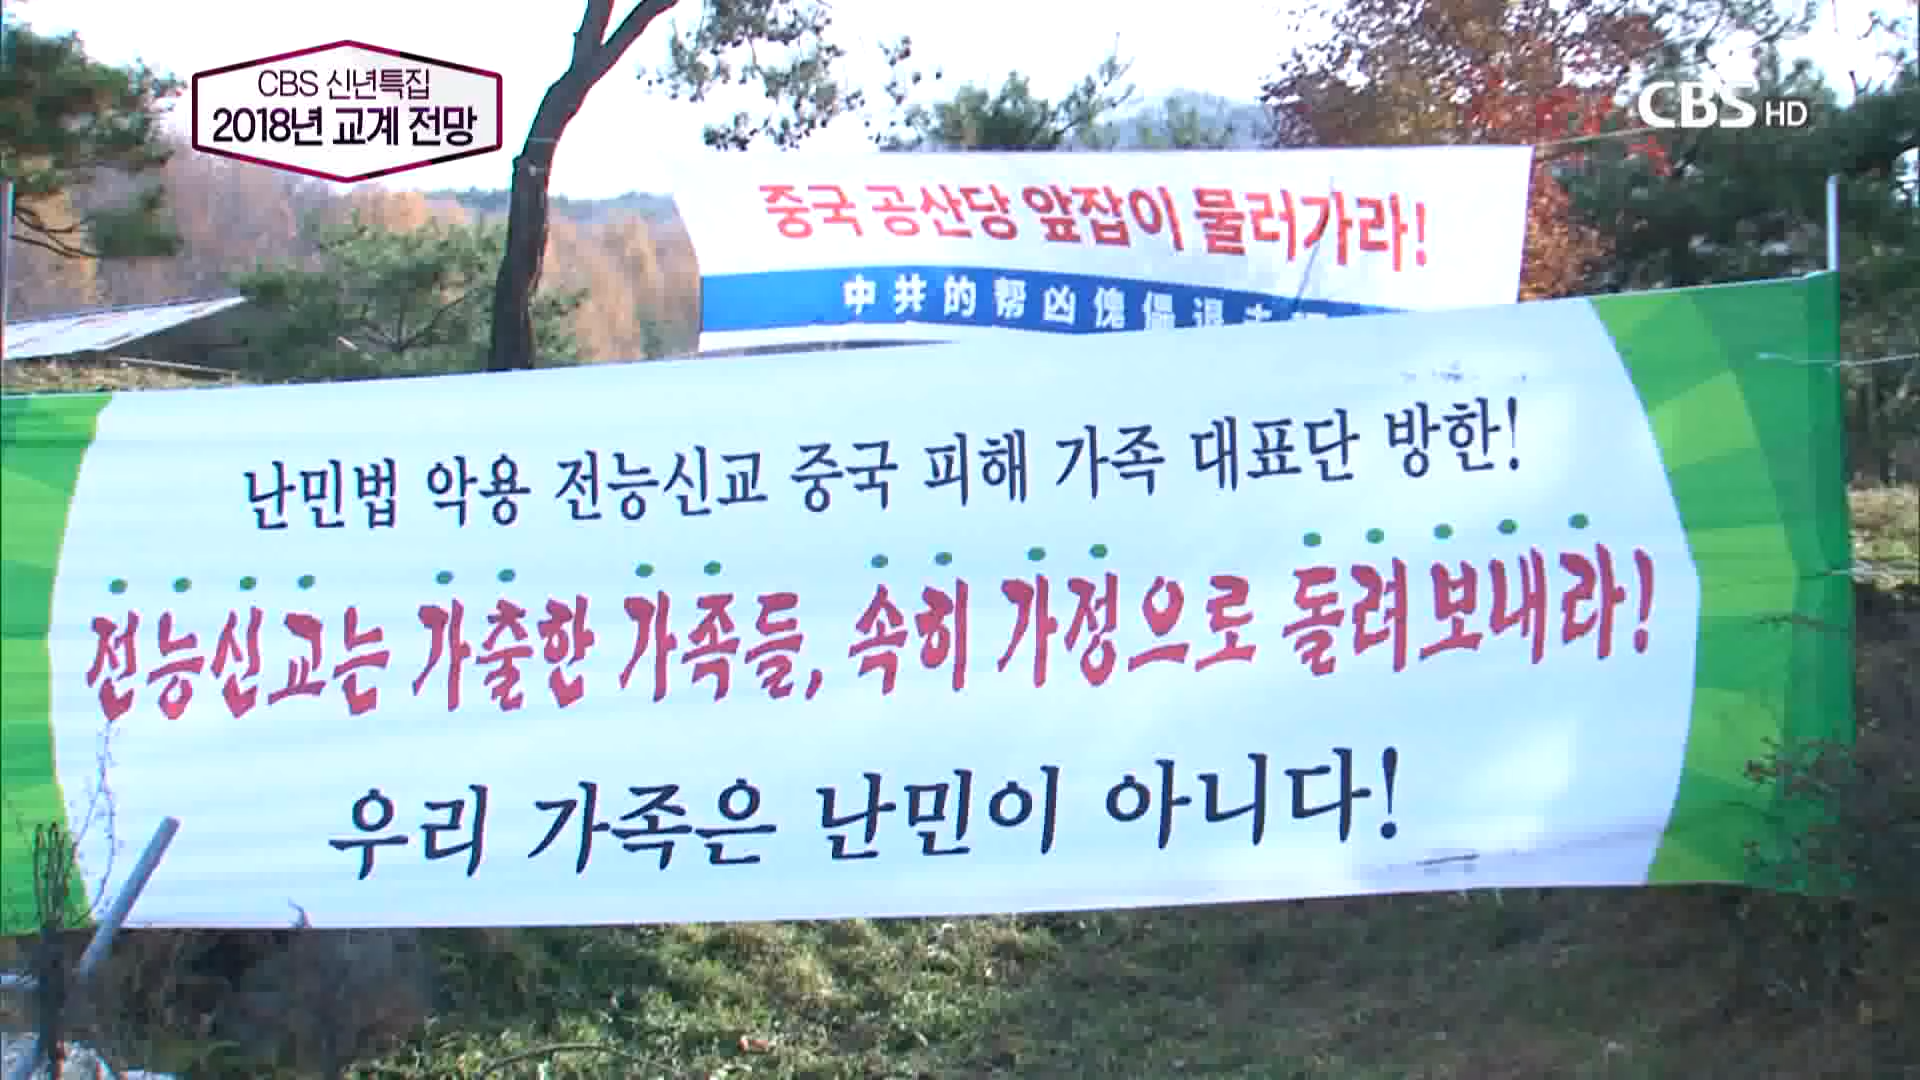 CBS 신년특집
2018년 교계 전망
CBS HD
중국 공산당 앞잡이 물러가라!
中共的帮凶傀儡退
난민법 악용 전능신교 중국 피해 가족 대표단 방한!
전능신교는 가출한 가족들, 속히 가정으로 돌려보내라!
우리 가족은 난민이 아니다!